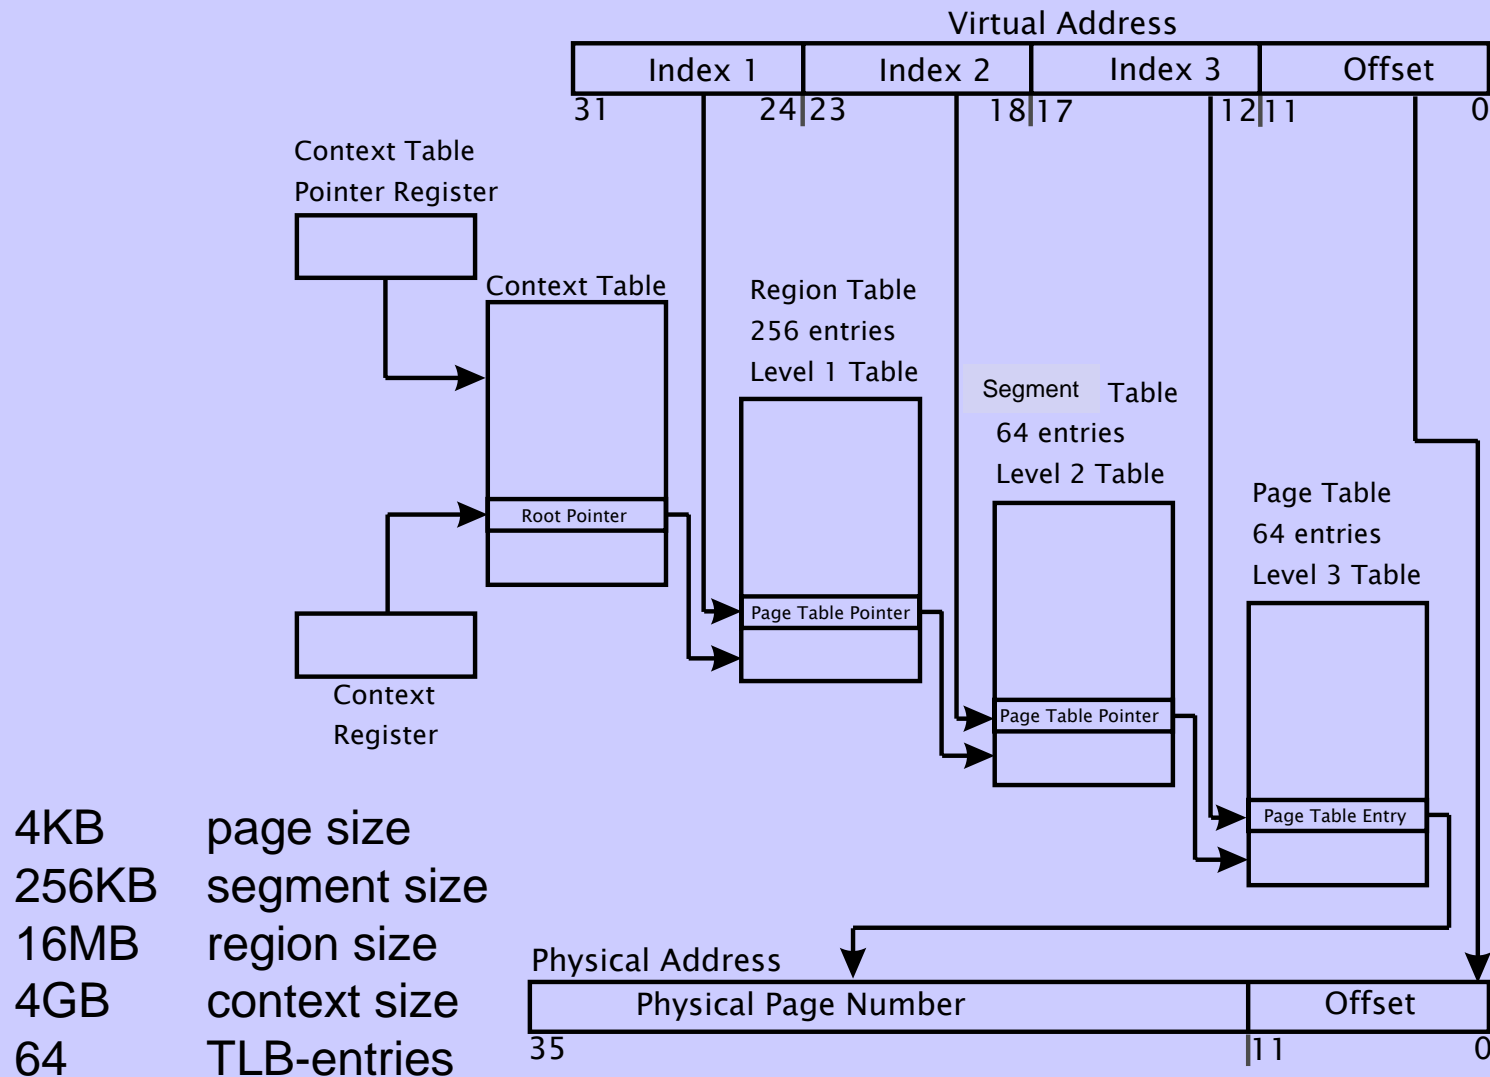 Virtual Address
Index 1 Index 2 Index 3 Offset
31 24 23 18 17 12 11 0
Context Table
Pointer Register
Context Table
Region Table
256 entries
Level 1 Table
Segment Table
64 entries
Level 2 Table
Page Table
64 entries
Level 3 Table
Root Pointer
Page Table Pointer
Page Table Pointer
Page Table Entry
Context
Register
4KB page size
256KB segment size
16MB region size
4GB context size
64 TLB-entries
Physical Address
Physical Page Number Offset
35 11 0